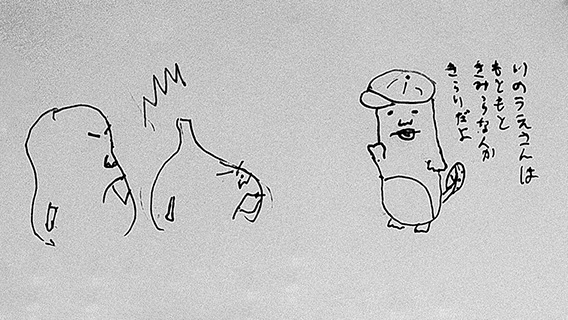 いのうえさんは
もともと
きみらなんか
きらいだよ